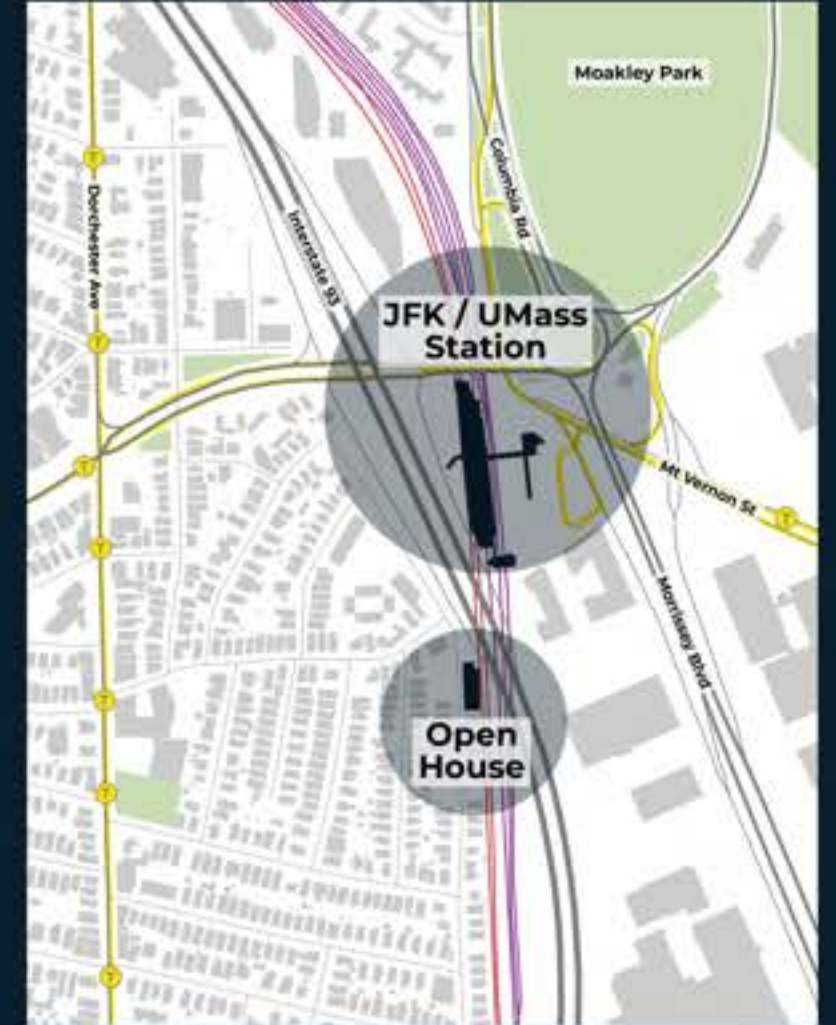 Moakley Park
Columbia Rd
Dorchester Ave
Interstate 93
JFK / UMass
Station
Mt Vernon St
Morrissey Blvd
Open
House
T
T
T
T
T
T
T
T